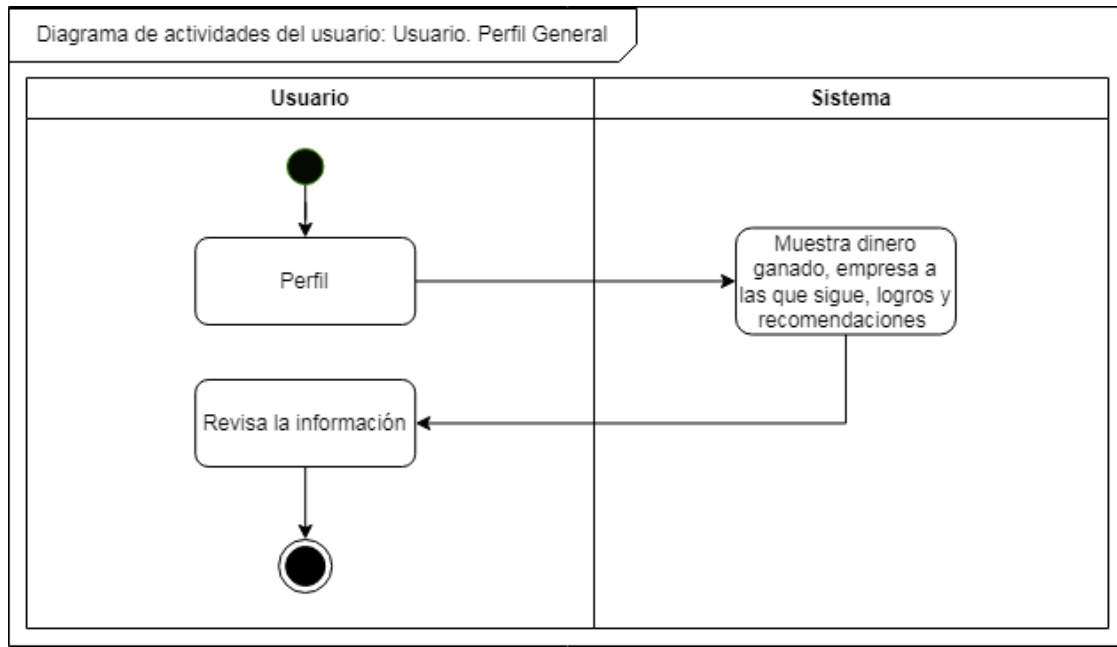 Diagrama de actividades del usuario: Usuario. Perfil General
Usuario
Sistema
Perfil
Muestra dinero
ganado, empresa a
las que sigue, logros y
recomendaciones
Revisa la información